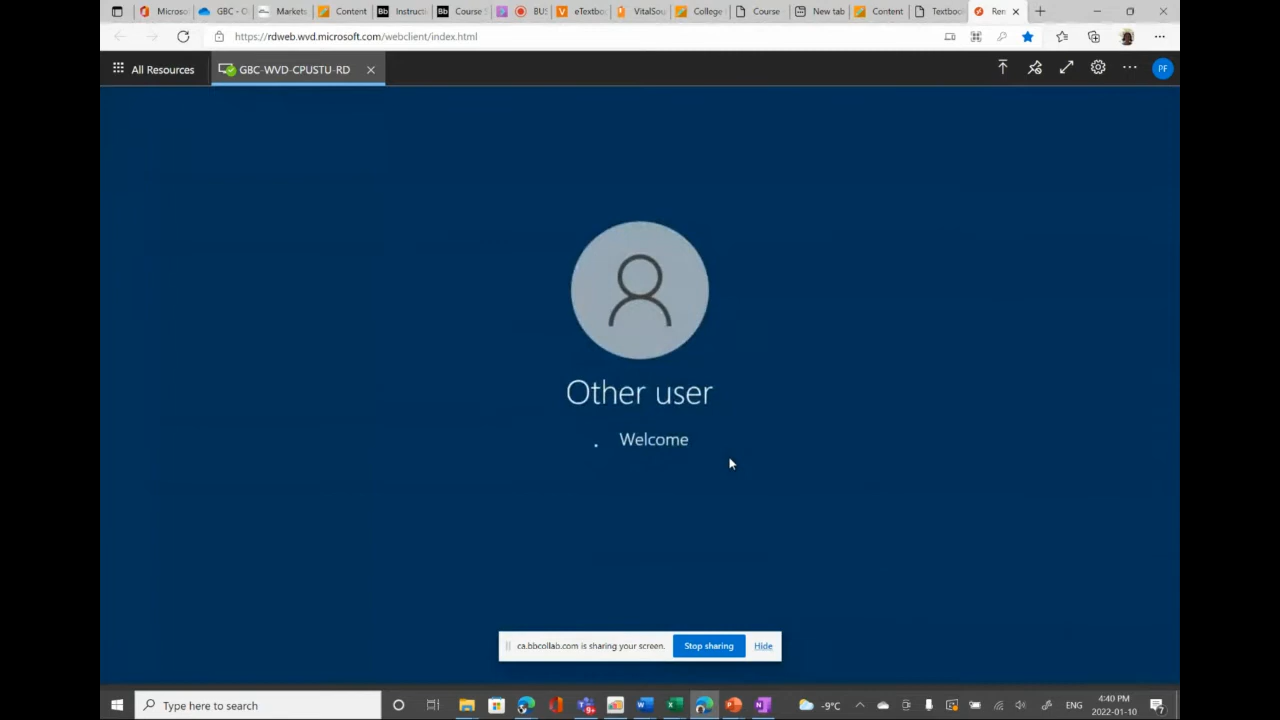 Microso
GBC - O
Markets
Content
Instructi
Course S
BUS
eTextbo
VitalSou
College
Course
New tab
Content
Textboo
Ren
https://rdweb.wvd.microsoft.com/webclient/index.html
All Resources
GBC-WVD-CPUSTU-RD
PF
Other user
Welcome
ca.bbcollab.com is sharing your screen.
Stop sharing
Hide
Type here to search
-9°C
ENG
4:40 PM
2022-01-10